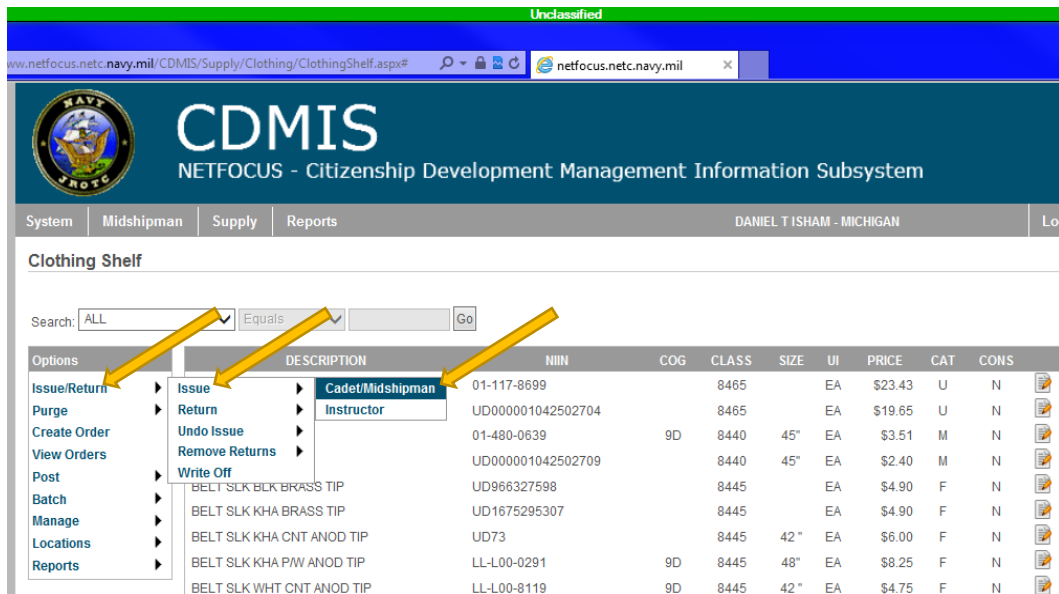 Unclassified
ww.netfocus.netc.navy.mil/CDMIS/Supply/Clothing/ClothingShelf.aspx# netfocus.netc.navy.mil ×
NAVY
JROTC
CDMIS
NETFOCUS - Citizenship Development Management Information Subsystem
System Midshipman Supply Reports DANIEL T ISHAM - MICHIGAN Lo
Clothing Shelf
Search: ALL Equals Go
Options DESCRIPTION NIIN COG CLASS SIZE UI PRICE CAT CONS
Issue/Return Issue Cadet/Midshipman 01-117-8699 8465 EA $23.43 U N
Purge Return Instructor UD000001042502704 8465 EA $19.65 U N
Create Order Undo Issue 01-480-0639 9D 8440 45" EA $3.51 M N
View Orders Remove Returns UD000001042502709 8440 45" EA $2.40 M N
Post Write Off
BELT SLK BLK BRASS TIP UD966327598 8445 EA $4.90 F N
Batch
Manage BELT SLK KHA BRASS TIP UD1675295307 8445 EA $4.90 F N
Locations BELT SLK KHA CNT ANOD TIP UD73 8445 42 " EA $6.00 F N
Reports BELT SLK KHA P/W ANOD TIP LL-L00-0291 9D 8445 48" EA $8.25 F N
BELT SLK WHT CNT ANOD TIP LL-L00-8119 9D 8445 42 " EA $4.75 F N